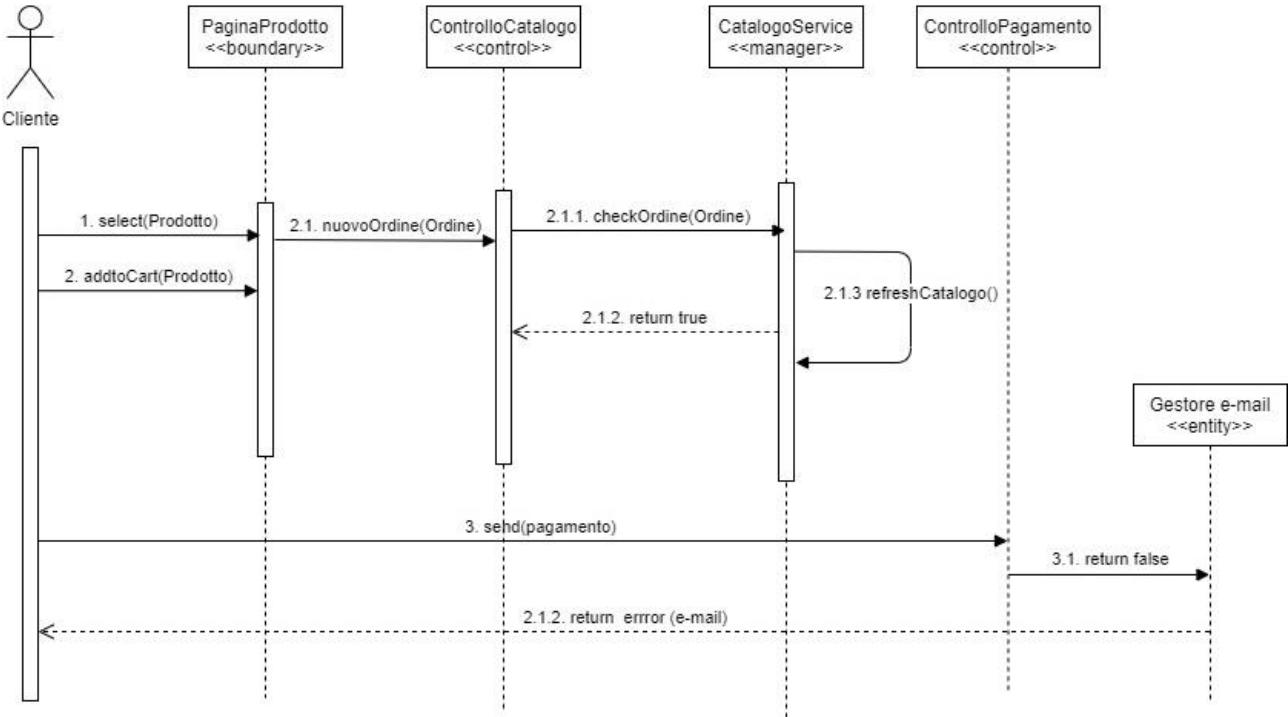 PaginaProdotto
<<boundary>>
ControlloCatalogo
<<control>>
CatalogoService
<<manager>>
ControlloPagamento
<<control>>
Cliente
1. select(Prodotto)
2.1. nuovoOrdine(Ordine)
2.1.1. checkOrdine(Ordine)
2. addtoCart(Prodotto)
2.1.3 refreshCatalogo()
2.1.2. return true
Gestore e-mail
<<entity>>
3. send(pagamento)
3.1. return false
2.1.2. return errror (e-mail)